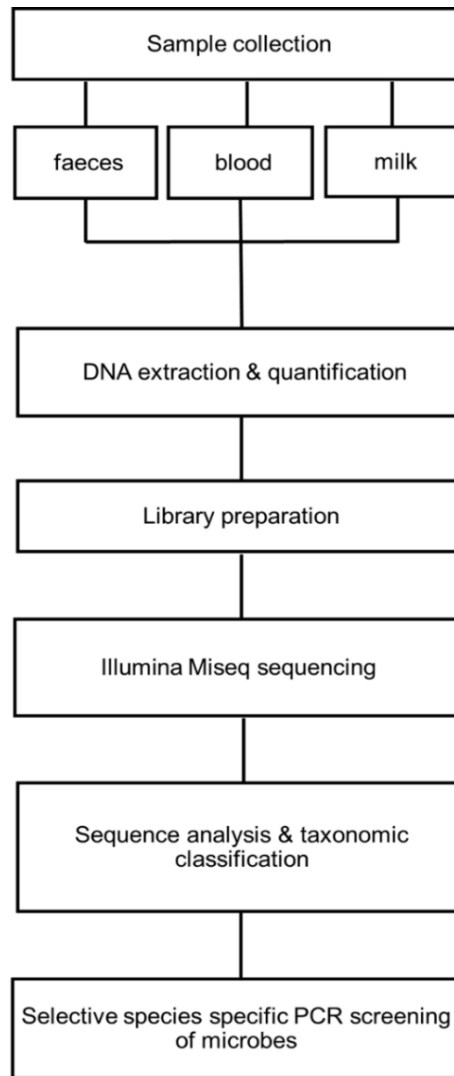 Sample collection
faeces
blood
milk
DNA extraction & quantification
Library preparation
Illumina Miseq sequencing
Sequence analysis & taxonomic
classification
Selective species specific PCR screening
of microbes